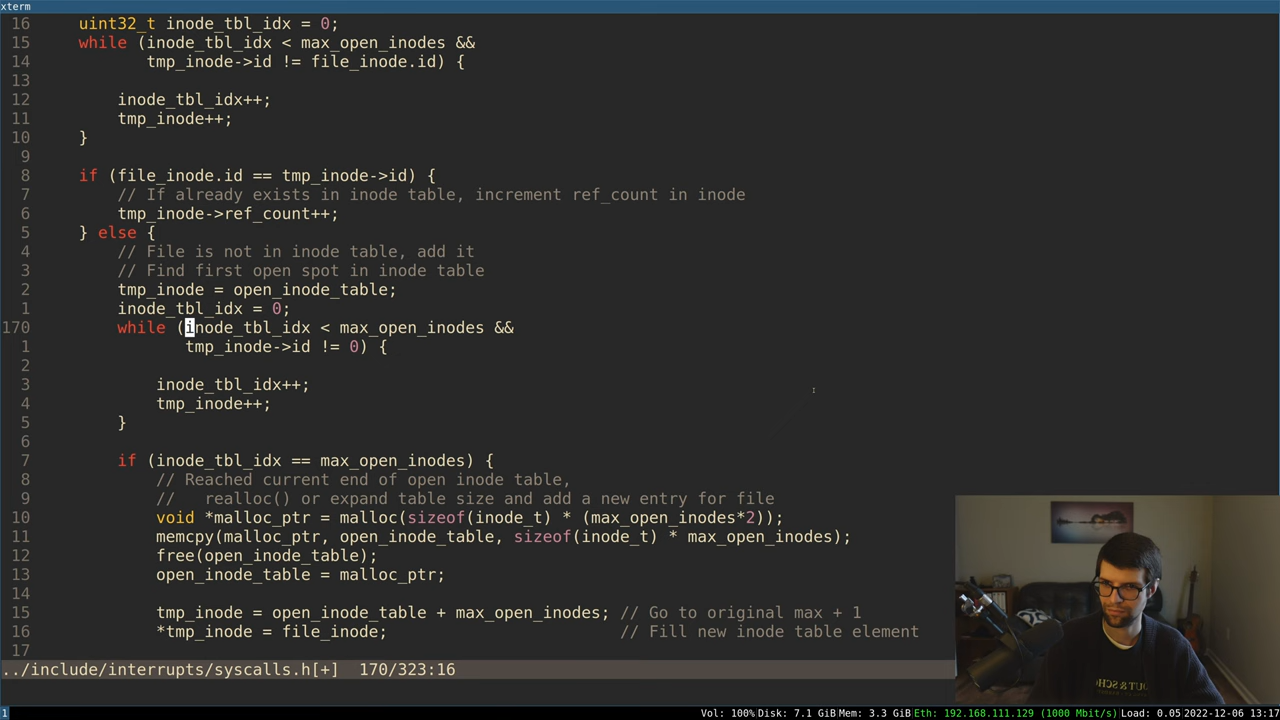 xterm
16     uint32_t inode_tbl_idx = 0;
15     while (inode_tbl_idx < max_open_inodes &&
14            tmp_inode->id != file_inode.id) {
13
12         inode_tbl_idx++;
11         tmp_inode++;
10     }
9
8     if (file_inode.id == tmp_inode->id) {
7         // If already exists in inode table, increment ref_count in inode
6         tmp_inode->ref_count++;
5     } else {
4         // File is not in inode table, add it
3         // Find first open spot in inode table
2         tmp_inode = open_inode_table;
1         inode_tbl_idx = 0;
170         while (inode_tbl_idx < max_open_inodes &&
1                tmp_inode->id != 0) {
2
3             inode_tbl_idx++;
4             tmp_inode++;
5         }
6
7         if (inode_tbl_idx == max_open_inodes) {
8             // Reached current end of open inode table,
9             //   realloc() or expand table size and add a new entry for file
10             void *malloc_ptr = malloc(sizeof(inode_t) * (max_open_inodes*2));
11             memcpy(malloc_ptr, open_inode_table, sizeof(inode_t) * max_open_inodes);
12             free(open_inode_table);
13             open_inode_table = malloc_ptr;
14
15             tmp_inode = open_inode_table + max_open_inodes; // Go to original max + 1
16             *tmp_inode = file_inode;                        // Fill new inode table element
17
../include/interrupts/syscalls.h[+]  170/323:16
OUT & SCHO
1 Vol: 100% Disk: 7.1 GiB Mem: 3.3 GiB Eth: 192.168.111.129 (1000 Mbit/s) Load: 0.05 2022-12-06 13:17